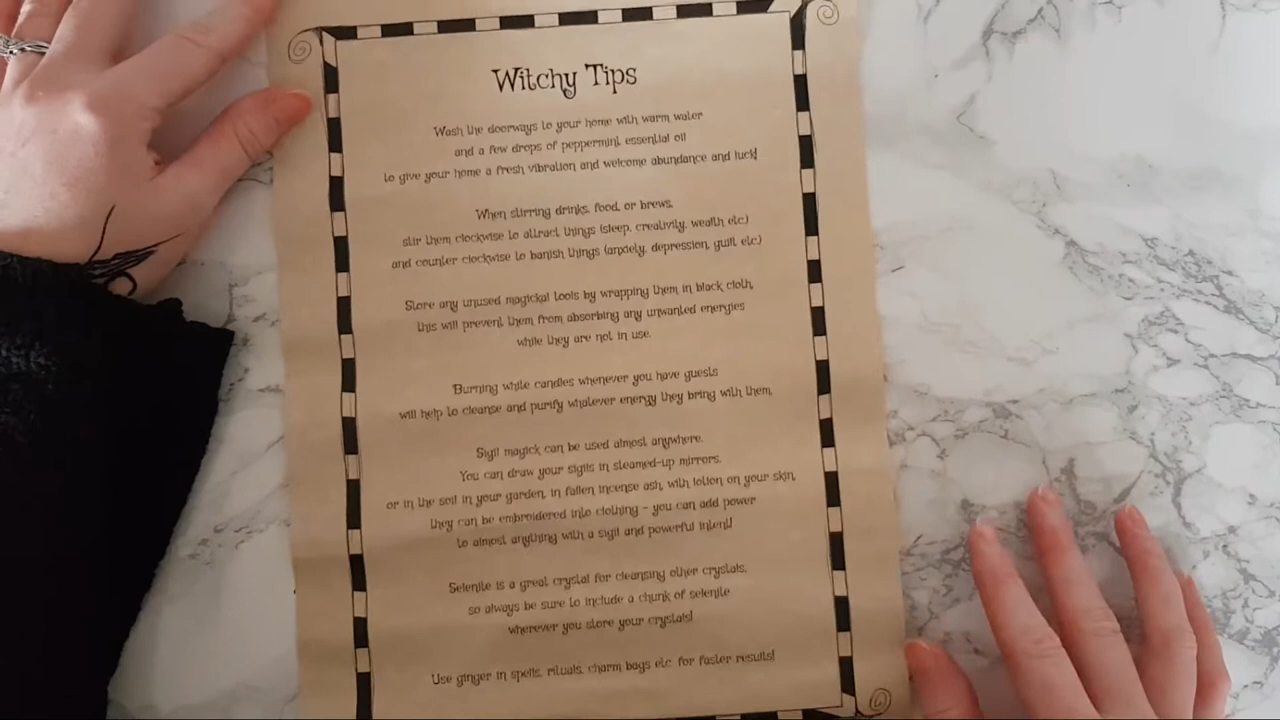 Witchy Tips
Wash the doorways to your home with warm water
and a few drops of peppermint essential oil
to give your home a fresh vibration and welcome abundance and luck!
When stirring drinks, food, or brews,
stir them clockwise to attract things (sleep, creativity, wealth etc)
and counter clockwise to banish things (anxiety, depression, guilt etc)
Store any unused magickal tools by wrapping them in black cloth,
this will prevent them from absorbing any unwanted energies
while they are not in use.
Burning white candles whenever you have guests
will help to cleanse and purify whatever energy they bring with them,
Sigil magick can be used almost anywhere.
You can draw your sigils in steamed-up mirrors,
or in the soil in your garden, in fallen incense ash, with lotion on your skin,
they can be embroidered into clothing - you can add power
to almost anything with a sigil and powerful intent!
Selenite is a great crystal for cleansing other crystals,
so always be sure to include a chunk of selenite
wherever you store your crystals!
Use ginger in spells, rituals, charm bags etc for faster results!